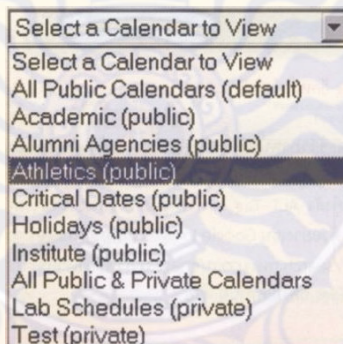 Select a Calendar to View
Select a Calendar to View
All Public Calendars (default)
Academic (public)
Alumni Agencies (public)
Athletics (public)
Critical Dates (public)
Holidays (public)
Institute (public)
All Public & Private Calendars
Lab Schedules (private)
Test (private)